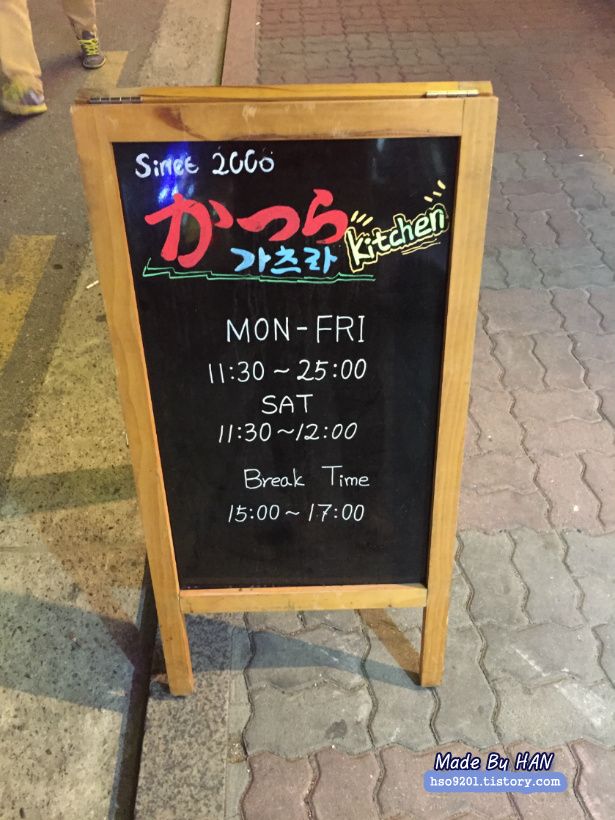 Sinet 2000
かつら kitchen
가츠라
MON-FRI
11:30~25:00
SAT
11:30~12:00
Break Time
15:00~17:00
Made By HAN
hso9201.tistory.com